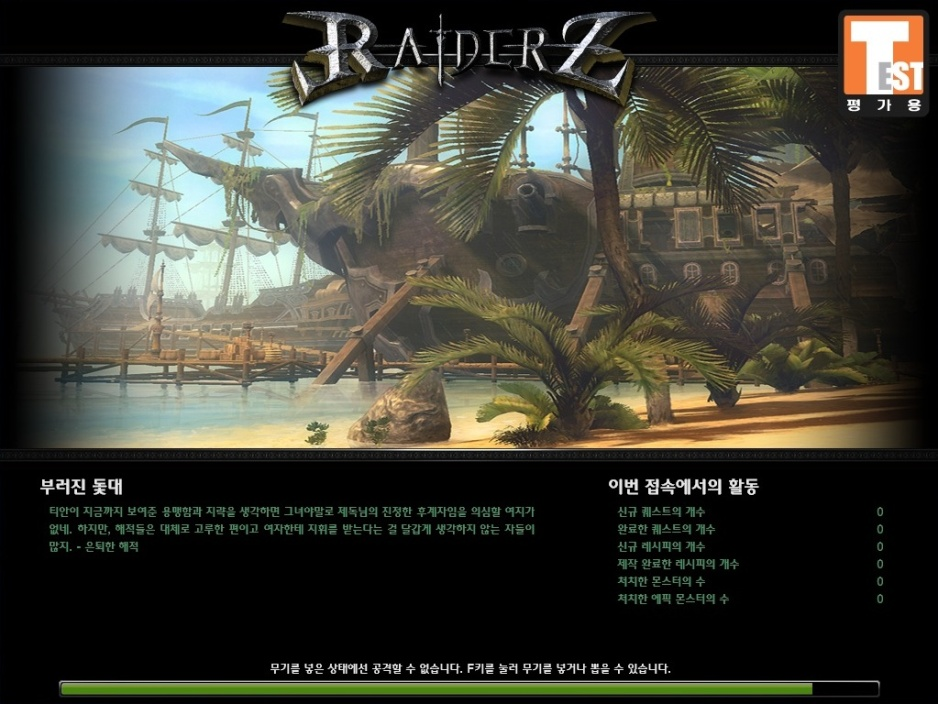 RAIDERZ
TEST
평가용
부러진 돛대
티안이 지금까지 보여준 용맹함과 지략을 생각하면 그녀야말로 제독님의 진정한 후계자임을 의심할 여지가
없네. 하지만, 해적들은 대체로 고루한 편이고 여자한테 지휘를 받는다는 걸 달갑게 생각하지 않는 자들이
많지. - 은퇴한 해적
이번 접속에서의 활동
신규 퀘스트의 개수 0
완료한 퀘스트의 개수 0
신규 레시피의 개수 0
제작 완료한 레시피의 개수 0
처치한 몬스터의 수 0
처치한 에픽 몬스터의 수 0
무기를 넣은 상태에선 공격할 수 없습니다. F키를 눌러 무기를 넣거나 뽑을 수 있습니다.